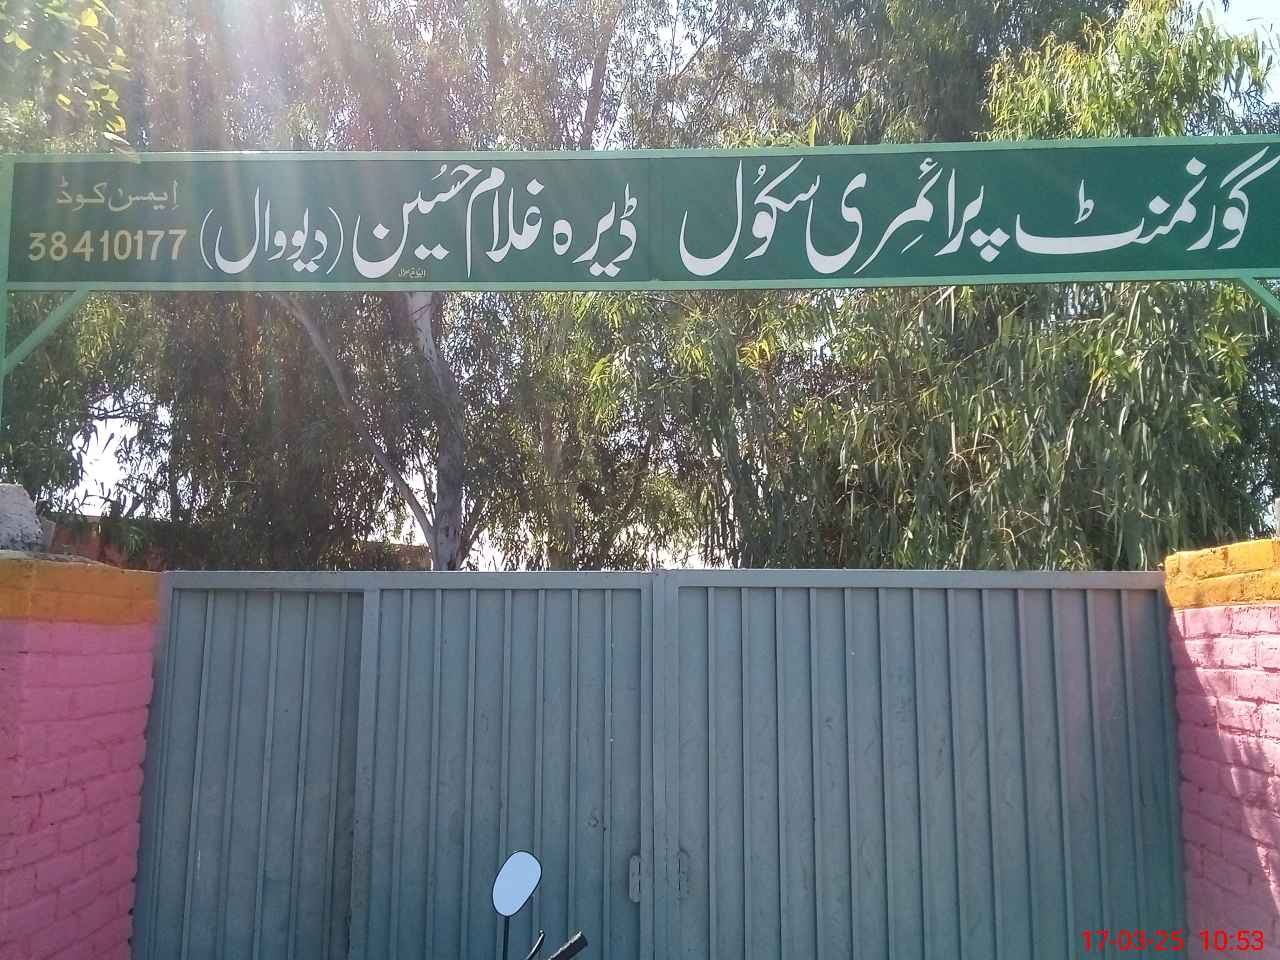 گورنمنٹ پرائمری سکول ڈیرہ غلام حسین (دیووال)
ایمس کوڈ
38410177
17-03-25 10:53